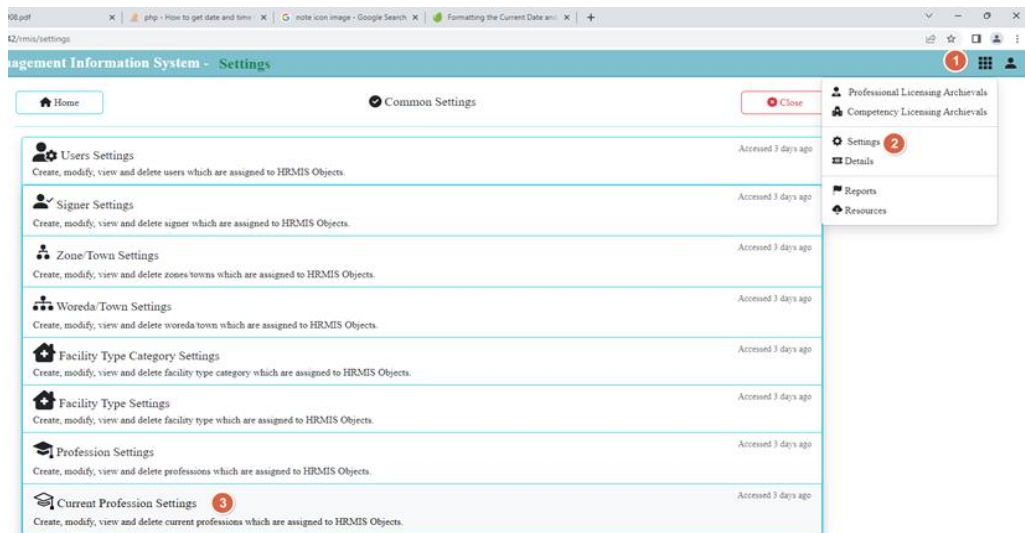 08.pdf
php - How to get date and time
note icon image - Google Search
Formatting the Current Date and
42/rmis/settings
nagement Information System - Settings
1
Home
Common Settings
Close
Professional Licensing Archievals
Competency Licensing Archievals
Settings 2
Details
Reports
Resources
Users Settings
Accessed 3 days ago
Create, modify, view and delete users which are assigned to HRMIS Objects.
Signer Settings
Accessed 3 days ago
Create, modify, view and delete signer which are assigned to HRMIS Objects.
Zone/Town Settings
Accessed 3 days ago
Create, modify, view and delete zones/towns which are assigned to HRMIS Objects.
Woreda/Town Settings
Accessed 3 days ago
Create, modify, view and delete woreda/town which are assigned to HRMIS Objects.
Facility Type Category Settings
Accessed 3 days ago
Create, modify, view and delete facility type category which are assigned to HRMIS Objects.
Facility Type Settings
Accessed 3 days ago
Create, modify, view and delete facility type which are assigned to HRMIS Objects.
Profession Settings
Accessed 3 days ago
Create, modify, view and delete professions which are assigned to HRMIS Objects.
Current Profession Settings 3
Accessed 3 days ago
Create, modify, view and delete current professions which are assigned to HRMIS Objects.